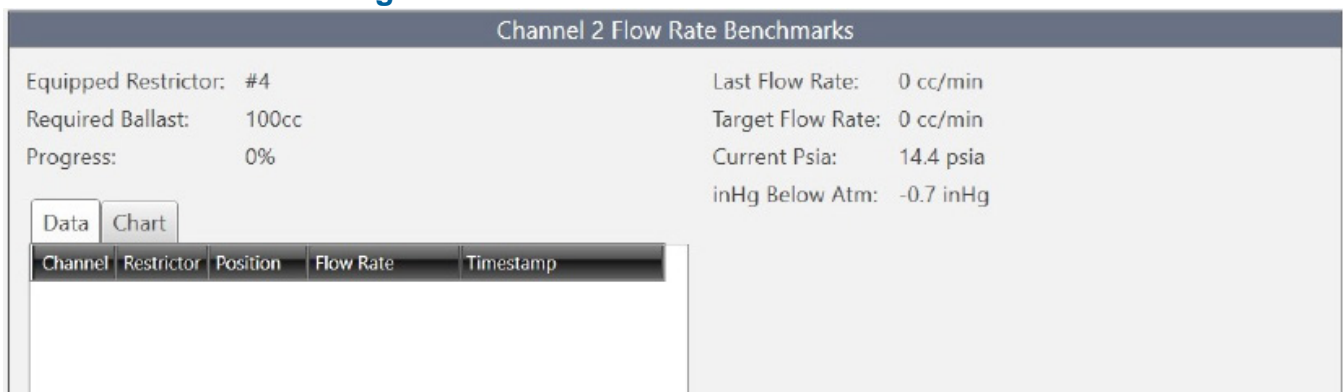 Channel 2 Flow Rate Benchmarks
Equipped Restrictor: #4
Required Ballast: 100cc
Progress: 0%
Last Flow Rate: 0 cc/min
Target Flow Rate: 0 cc/min
Current Psia: 14.4 psia
inHg Below Atm: -0.7 inHg
Data Chart
Channel Restrictor Position Flow Rate Timestamp